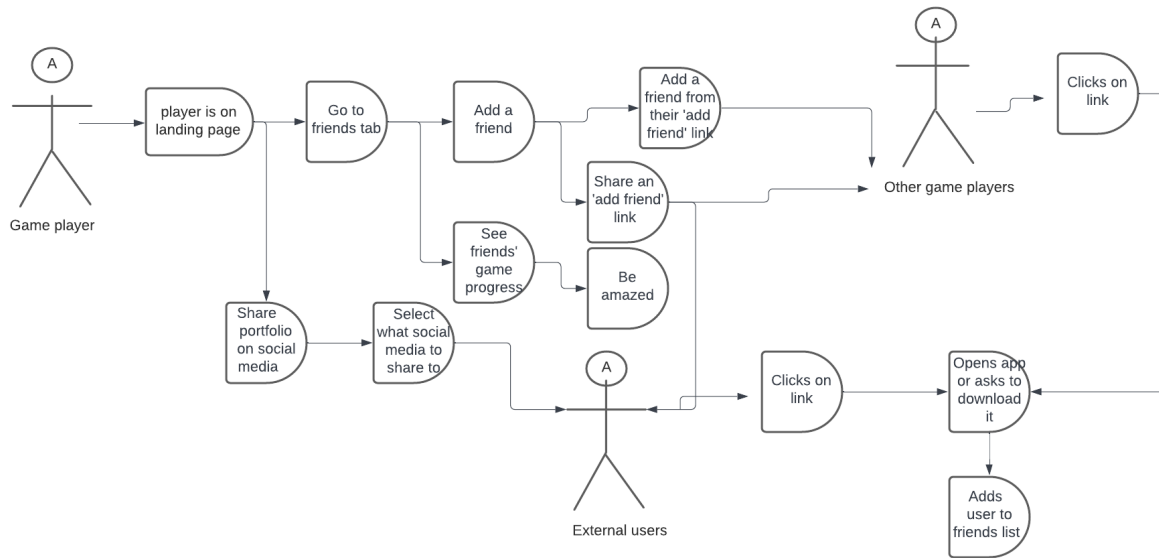 A
Game player
player is on
landing page
Go to
friends tab
Add a
friend
Add a
friend from
their 'add
friend' link
Share an
'add friend'
link
See
friends'
game
progress
Be
amazed
Share
portfolio
on social
media
Select
what social
media to
share to
A
Other game players
Clicks on
link
A
External users
Clicks on
link
Opens app
or asks to
download
it
Adds
user to
friends list